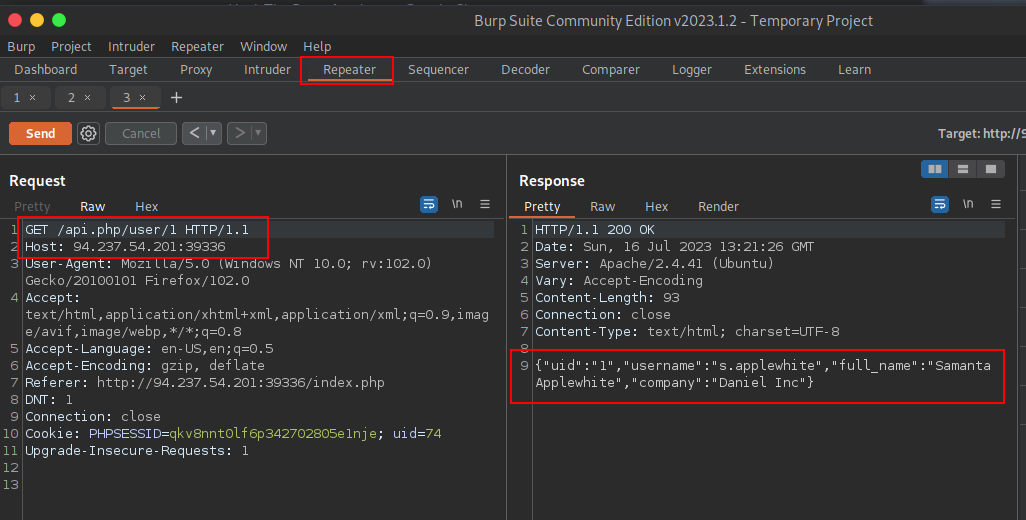 Burp Suite Community Edition v2023.1.2 - Temporary Project
Burp Project Intruder Repeater Window Help
Dashboard Target Proxy Intruder Repeater Sequencer Decoder Comparer Logger Extensions Learn
1 × 2 × 3 × +
Send Cancel < > Target: http://9
Request
Pretty Raw Hex \n
1 GET /api.php/user/1 HTTP/1.1
2 Host: 94.237.54.201:39336
3 User-Agent: Mozilla/5.0 (Windows NT 10.0; rv:102.0)
Gecko/20100101 Firefox/102.0
4 Accept:
text/html,application/xhtml+xml,application/xml;q=0.9,imag
e/avif,image/webp,*/*;q=0.8
5 Accept-Language: en-US,en;q=0.5
6 Accept-Encoding: gzip, deflate
7 Referer: http://94.237.54.201:39336/index.php
8 DNT: 1
9 Connection: close
10 Cookie: PHPSESSID=qkv8nnt0lf6p342702805e1nje; uid=74
11 Upgrade-Insecure-Requests: 1
12
13
Response
Pretty Raw Hex Render \n
1 HTTP/1.1 200 OK
2 Date: Sun, 16 Jul 2023 13:21:26 GMT
3 Server: Apache/2.4.41 (Ubuntu)
4 Vary: Accept-Encoding
5 Content-Length: 93
6 Connection: close
7 Content-Type: text/html; charset=UTF-8
8
9 {"uid":"1","username":"s.applewhite","full_name":"Samanta
Applewhite","company":"Daniel Inc"}